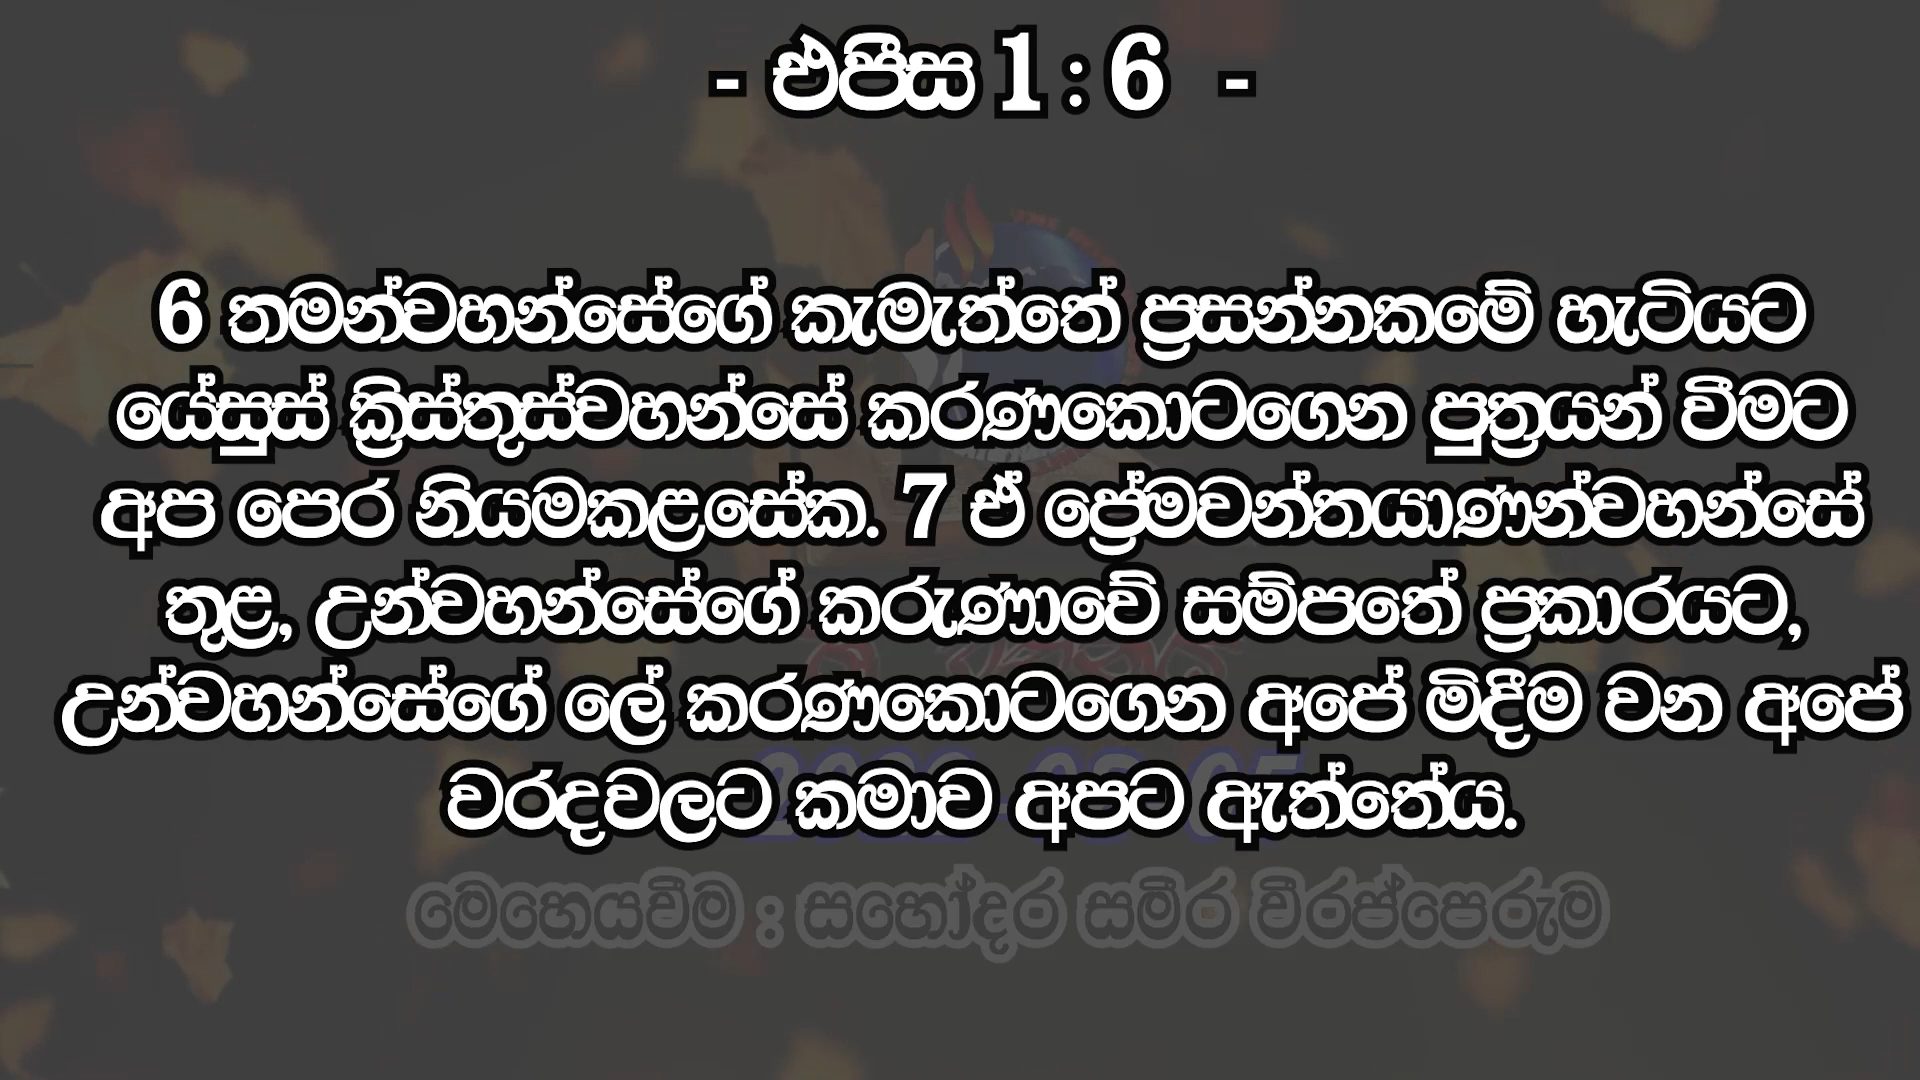 - එපීස 1 : 6 -
6 තමන්වහන්සේගේ කැමැත්තේ ප්‍රසන්නකමේ හැටියට
යේසුස් ක්‍රිස්තුස්වහන්සේ කරණකොටගෙන පුත්‍රයන් වීමට
අප පෙර නියමකළසේක. 7 ඒ ප්‍රේමවන්තයාණන්වහන්සේ
තුළ, උන්වහන්සේගේ කරුණාවේ සම්පතේ ප්‍රකාරයට,
උන්වහන්සේගේ ලේ කරණකොටගෙන අපේ මිදීම වන අපේ
වරදවලට කමාව අපට ඇත්තේය.
මෙහෙයවීම : සහෝදර සමීර වීරප්පෙරුම